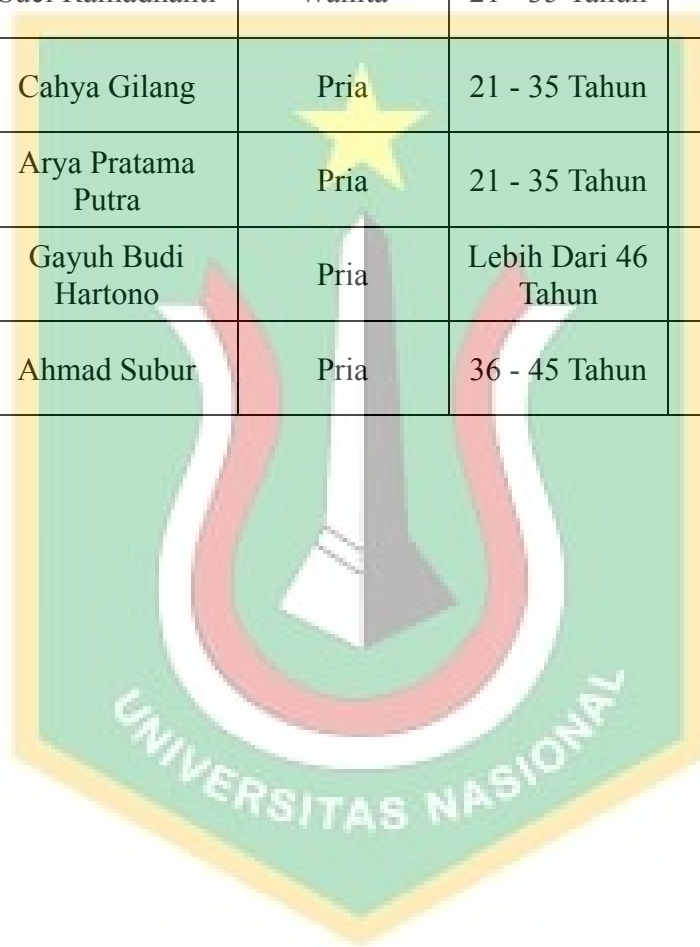 Cahya Gilang Pria 21 - 35 Tahun
Arya Pratama
Putra
Pria 21 - 35 Tahun
Gayuh Budi
Hartono
Pria
Lebih Dari 46
Tahun
Ahmad Subur Pria 36 - 45 Tahun
UNIVERSITAS NASIONAL